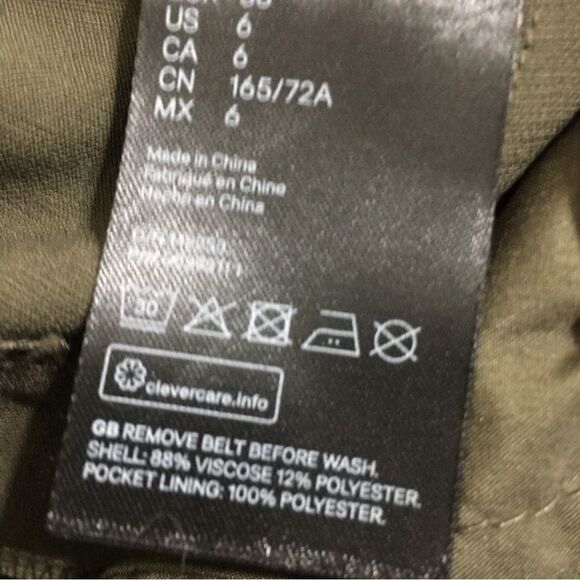 US 6
CA 6
CN 165/72A
MX 6
Made in China
Fabriqué en Chine
Hecho en China
30
clevercare.info
GB REMOVE BELT BEFORE WASH.
SHELL: 88% VISCOSE 12% POLYESTER.
POCKET LINING: 100% POLYESTER.